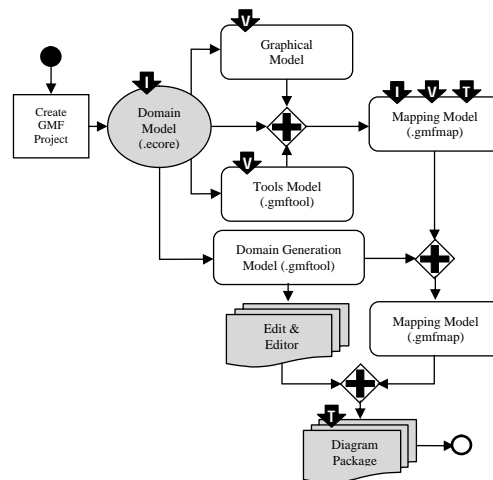 V
Graphical
Model
I
Create
GMF
Project
Domain
Model
(.ecore)
I V T
Mapping Model
(.gmfmap)
V
Tools Model
(.gmftool)
Domain Generation
Model (.gmftool)
Edit &
Editor
Mapping Model
(.gmfmap)
T
Diagram
Package